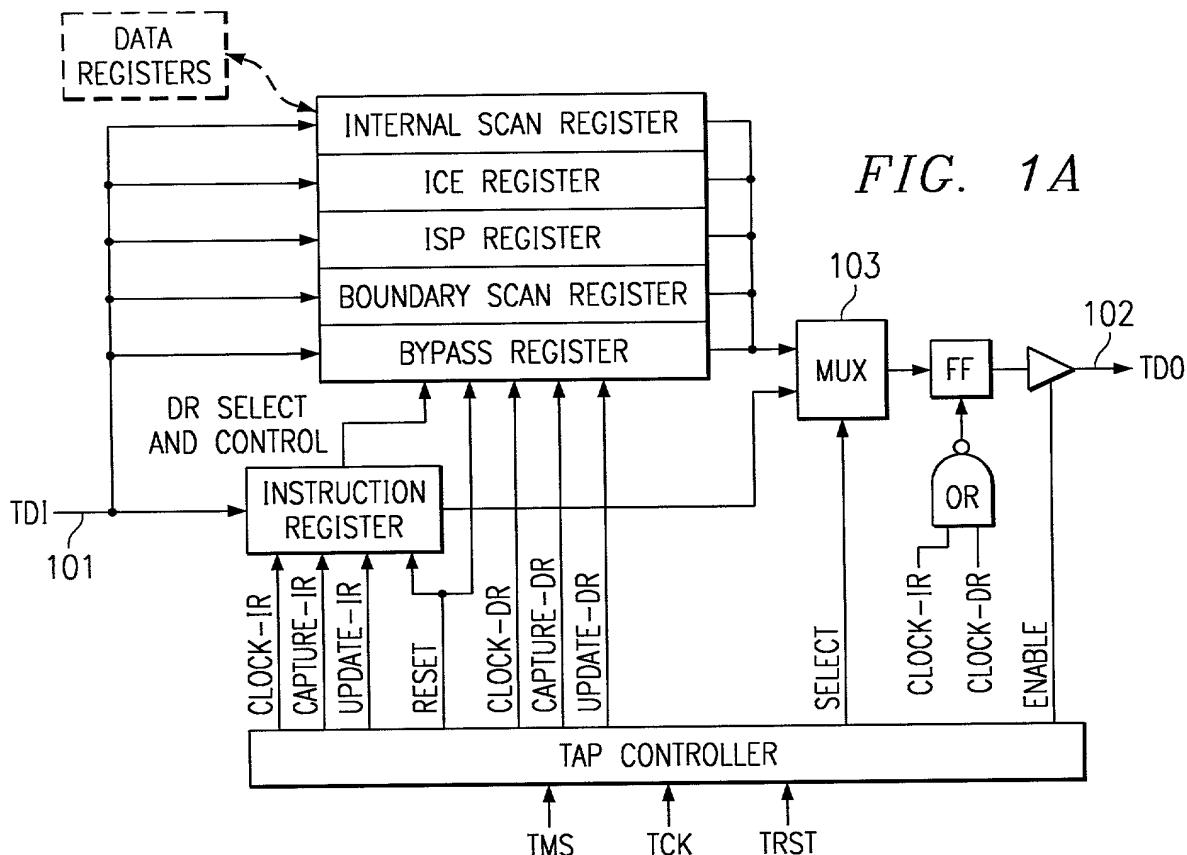 DATA
REGISTERS
INTERNAL SCAN REGISTER
ICE REGISTER
ISP REGISTER
BOUNDARY SCAN REGISTER
BYPASS REGISTER
FIG. 1A
103
MUX
FF
102
TDO
DR SELECT
AND CONTROL
TDI
101
INSTRUCTION
REGISTER
OR
CLOCK-IR
CAPTURE-IR
UPDATE-IR
RESET
CLOCK-DR
CAPTURE-DR
UPDATE-DR
SELECT
CLOCK-IR
CLOCK-DR
ENABLE
TAP CONTROLLER
TMS
TCK
TRST